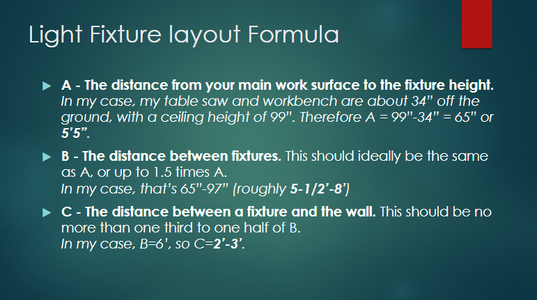 Light Fixture layout Formula
A - The distance from your main work surface to the fixture height.
In my case, my table saw and workbench are about 34" off the
ground, with a ceiling height of 99". Therefore A = 99"-34" = 65" or
5'5".
B - The distance between fixtures. This should ideally be the same
as A, or up to 1.5 times A.
In my case, that's 65"-97" (roughly 5-1/2'-8')
C - The distance between a fixture and the wall. This should be no
more than one third to one half of B.
In my case, B=6', so C=2'-3'.